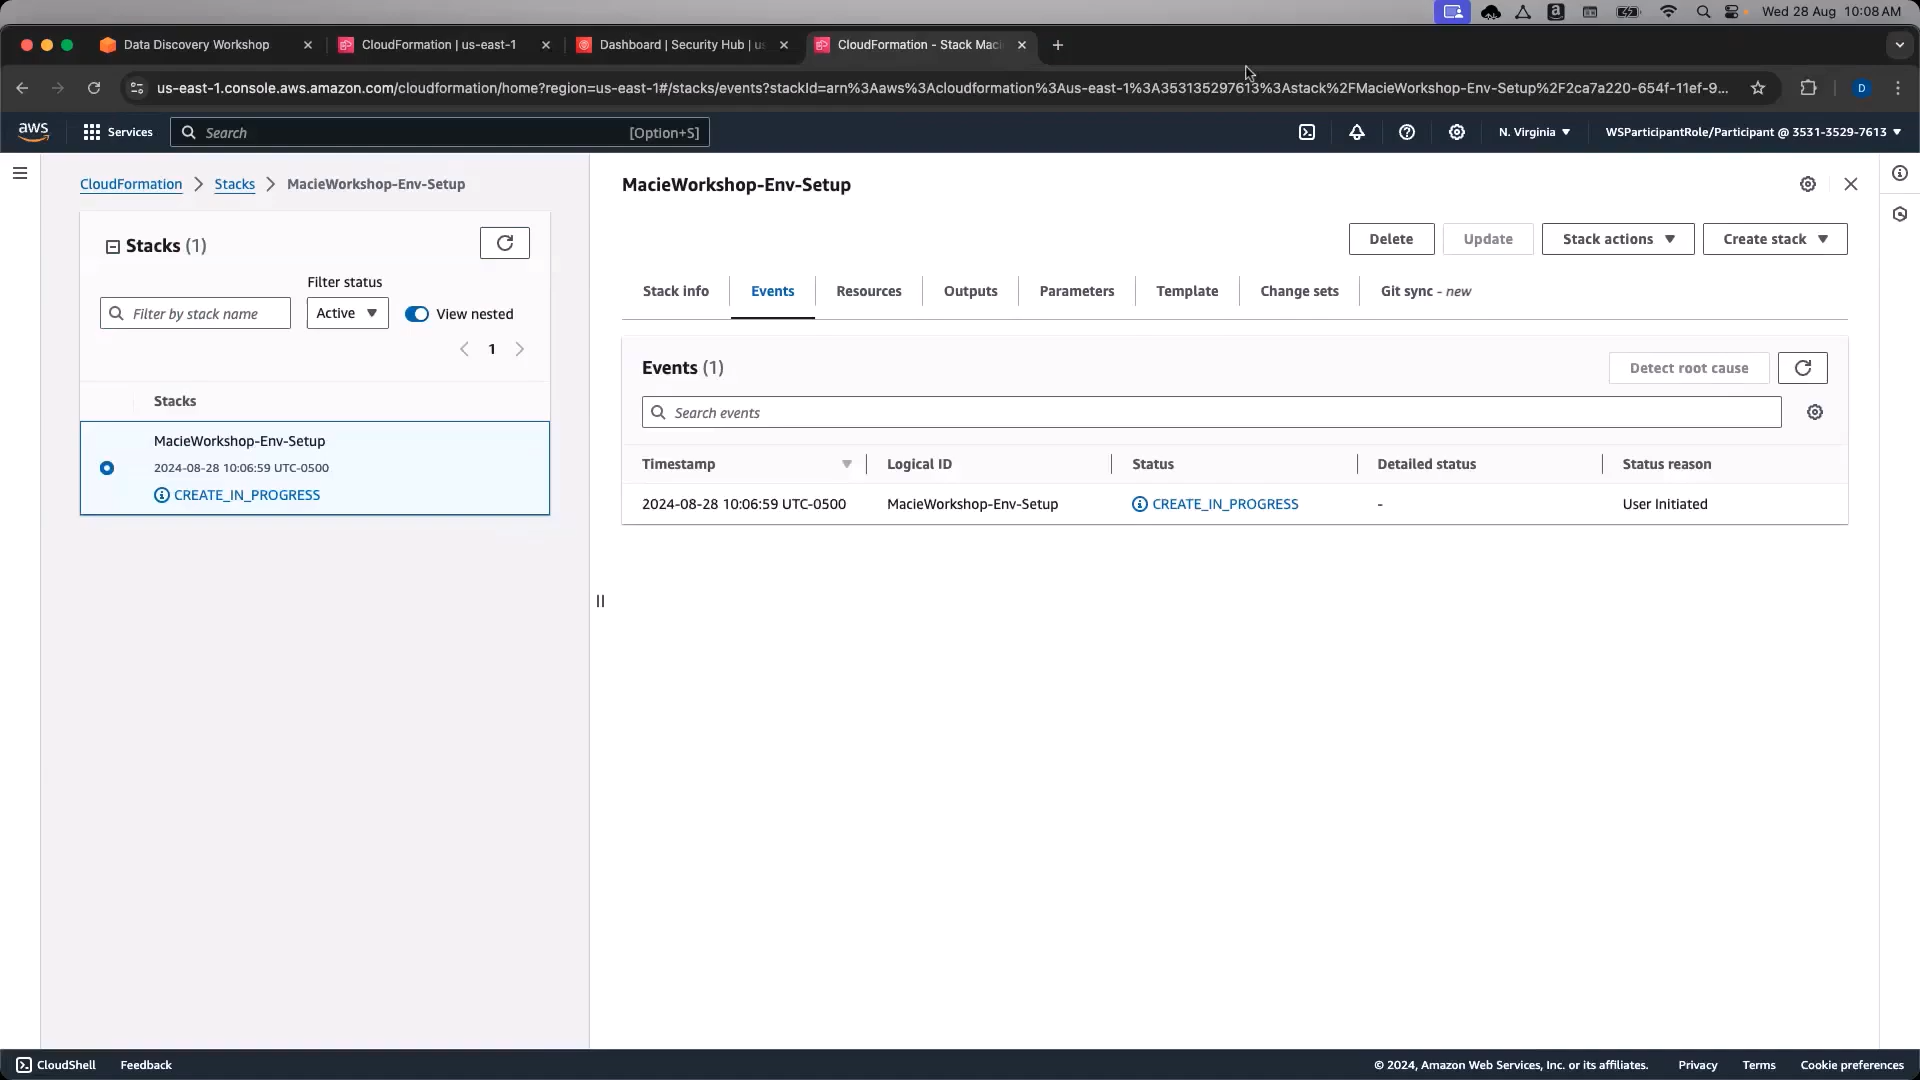 Wed 28 Aug 10:08 AM
Data Discovery Workshop
CloudFormation | us-east-1
Dashboard | Security Hub | us
CloudFormation - Stack Maci
us-east-1.console.aws.amazon.com/cloudformation/home?region=us-east-1#/stacks/events?stackId=arn%3Aaws%3Acloudformation%3Aus-east-1%3A353135297613%3Astack%2FMacieWorkshop-Env-Setup%2F2ca7a220-654f-11ef-9...
D
aws
Services
Search
[Option+S]
N. Virginia
WSParticipantRole/Participant @ 3531-3529-7613
CloudFormation
Stacks
MacieWorkshop-Env-Setup
Stacks (1)
Filter status
Filter by stack name
Active
View nested
1
Stacks
MacieWorkshop-Env-Setup
2024-08-28 10:06:59 UTC-0500
CREATE_IN_PROGRESS
MacieWorkshop-Env-Setup
Delete
Update
Stack actions
Create stack
Stack info
Events
Resources
Outputs
Parameters
Template
Change sets
Git sync - new
Events (1)
Detect root cause
Search events
Timestamp
Logical ID
Status
Detailed status
Status reason
2024-08-28 10:06:59 UTC-0500
MacieWorkshop-Env-Setup
CREATE_IN_PROGRESS
-
User Initiated
CloudShell
Feedback
© 2024, Amazon Web Services, Inc. or its affiliates.
Privacy
Terms
Cookie preferences